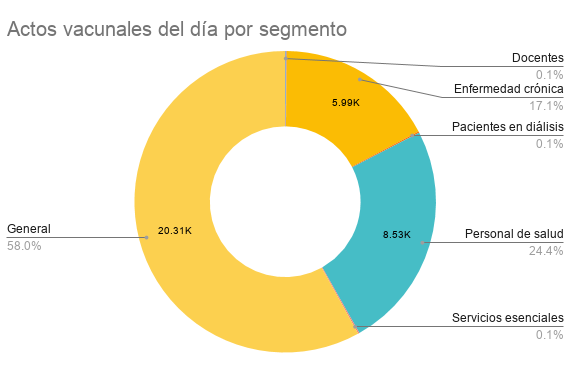 Actos vacunales del día por segmento
Docentes
0.1%
Enfermedad crónica
17.1%
5.99K
Pacientes en diálisis
0.1%
General
58.0%
20.31K
8.53K
Personal de salud
24.4%
Servicios esenciales
0.1%